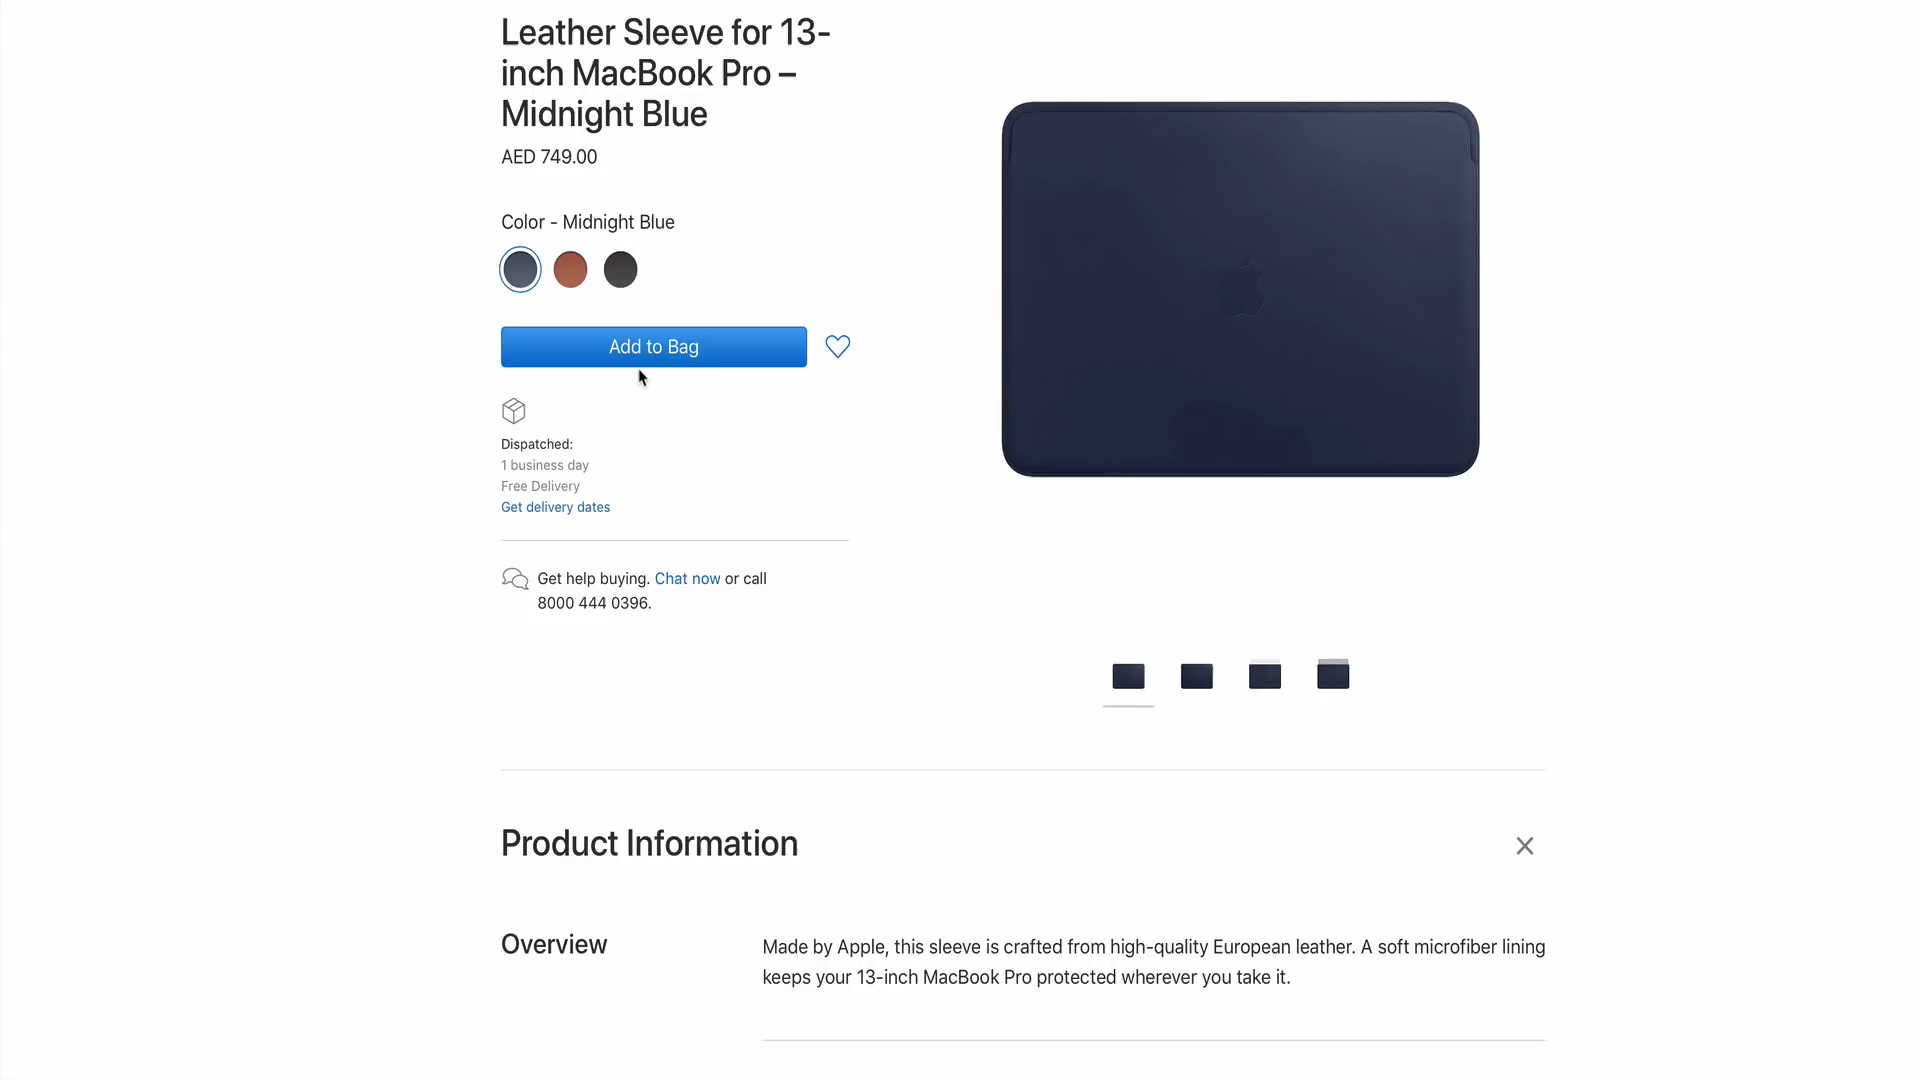 Leather Sleeve for 13-
inch MacBook Pro –
Midnight Blue
AED 749.00
Color - Midnight Blue
Add to Bag
Dispatched:
1 business day
Free Delivery
Get delivery dates
Get help buying. Chat now or call
8000 444 0396.
Product Information
Overview
Made by Apple, this sleeve is crafted from high-quality European leather. A soft microfiber lining
keeps your 13-inch MacBook Pro protected wherever you take it.